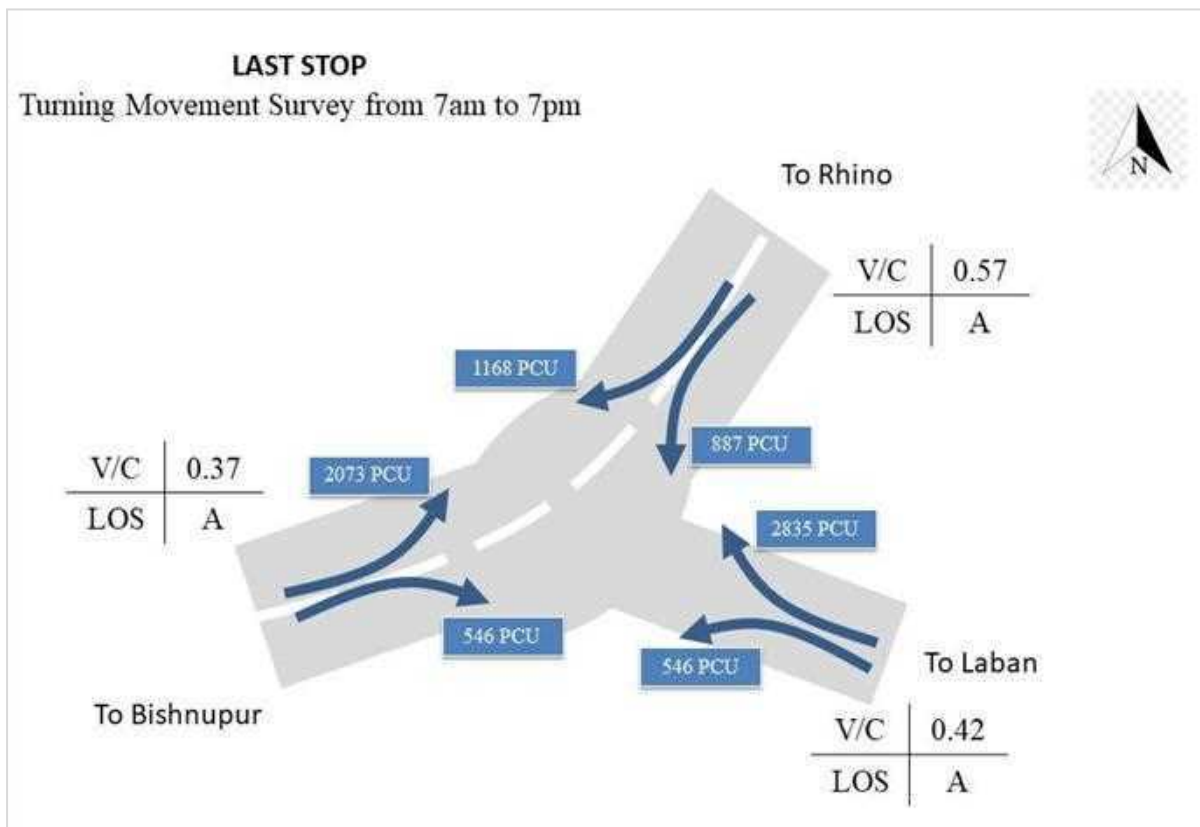 LAST STOP
Turning Movement Survey from 7am to 7pm
N
To Rhino
V/C 0.57
LOS A
1168 PCU
887 PCU
V/C 0.37
LOS A
2073 PCU
2835 PCU
546 PCU
546 PCU
To Laban
To Bishnupur
V/C 0.42
LOS A